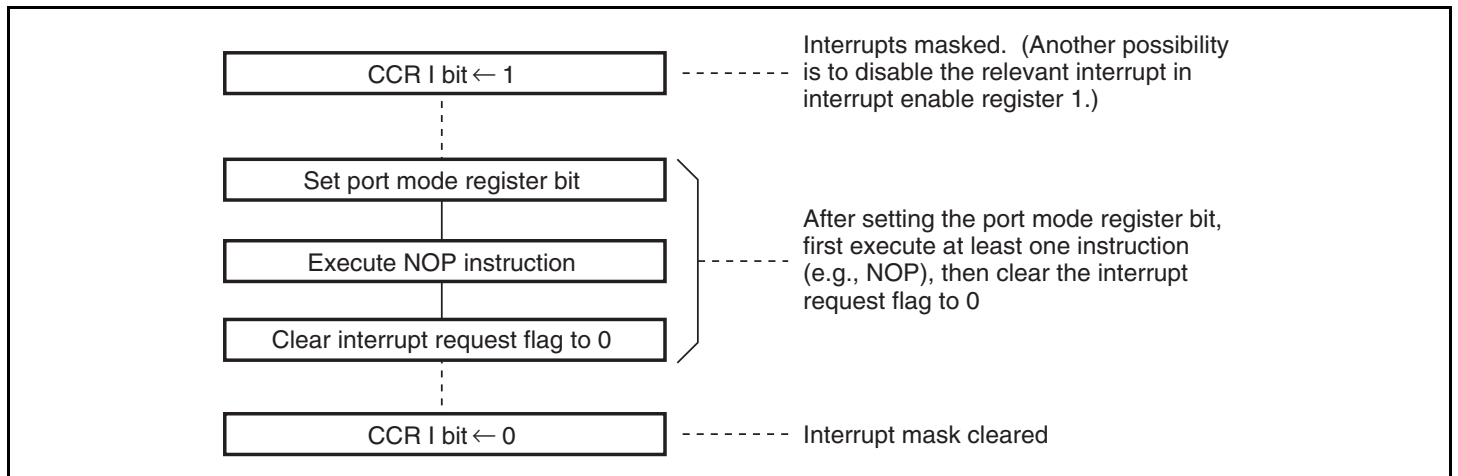 CCR I bit ← 1
Interrupts masked. (Another possibility
is to disable the relevant interrupt in
interrupt enable register 1.)
Set port mode register bit
Execute NOP instruction
Clear interrupt request flag to 0
After setting the port mode register bit,
first execute at least one instruction
(e.g., NOP), then clear the interrupt
request flag to 0
CCR I bit ← 0
Interrupt mask cleared